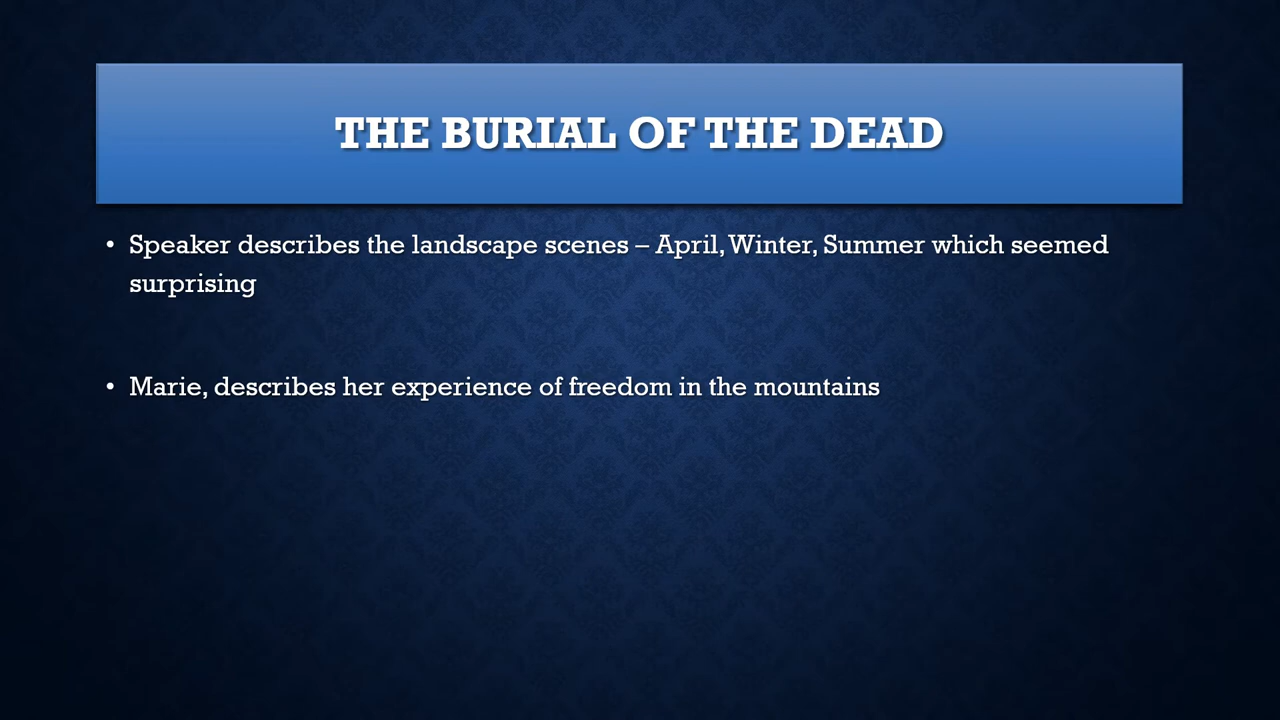 THE BURIAL OF THE DEAD
• Speaker describes the landscape scenes – April, Winter, Summer which seemed
surprising
• Marie, describes her experience of freedom in the mountains